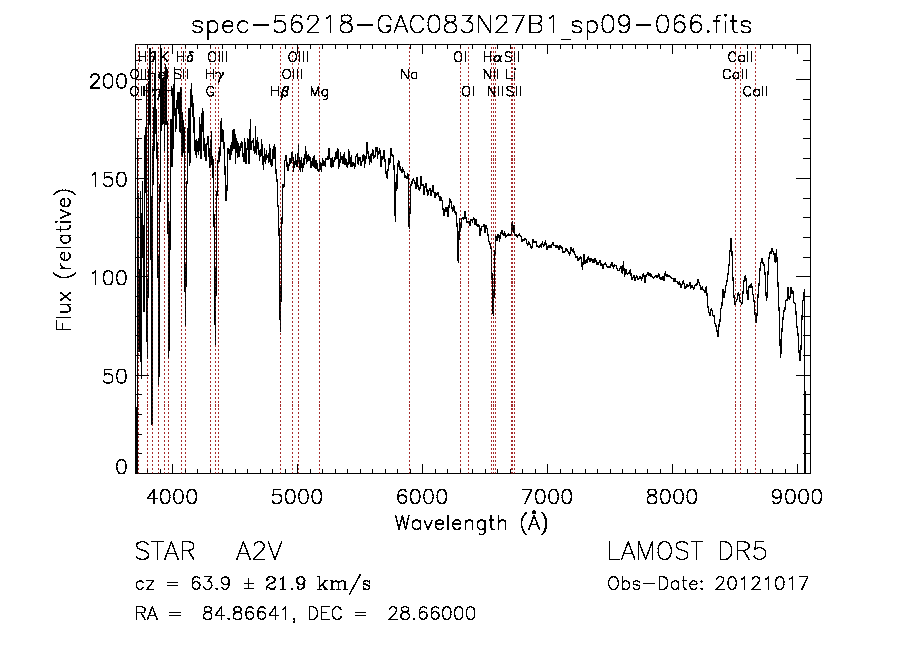 spec-56218-GAC083N27B1_sp09-066.fits
Hδ OIII OIII OI Hα SII CaII
SII Hγ OIII Na NII Li CaII
G Hβ Mg OI NII SII CaII
200
150
100
50
0
Flux (relative)
4000 5000 6000 7000 8000 9000
Wavelength (Å)
STAR A2V LAMOST DR5
cz = 63.9 ± 21.9 km/s Obs-Date: 20121017
RA = 84.86641, DEC = 28.66000